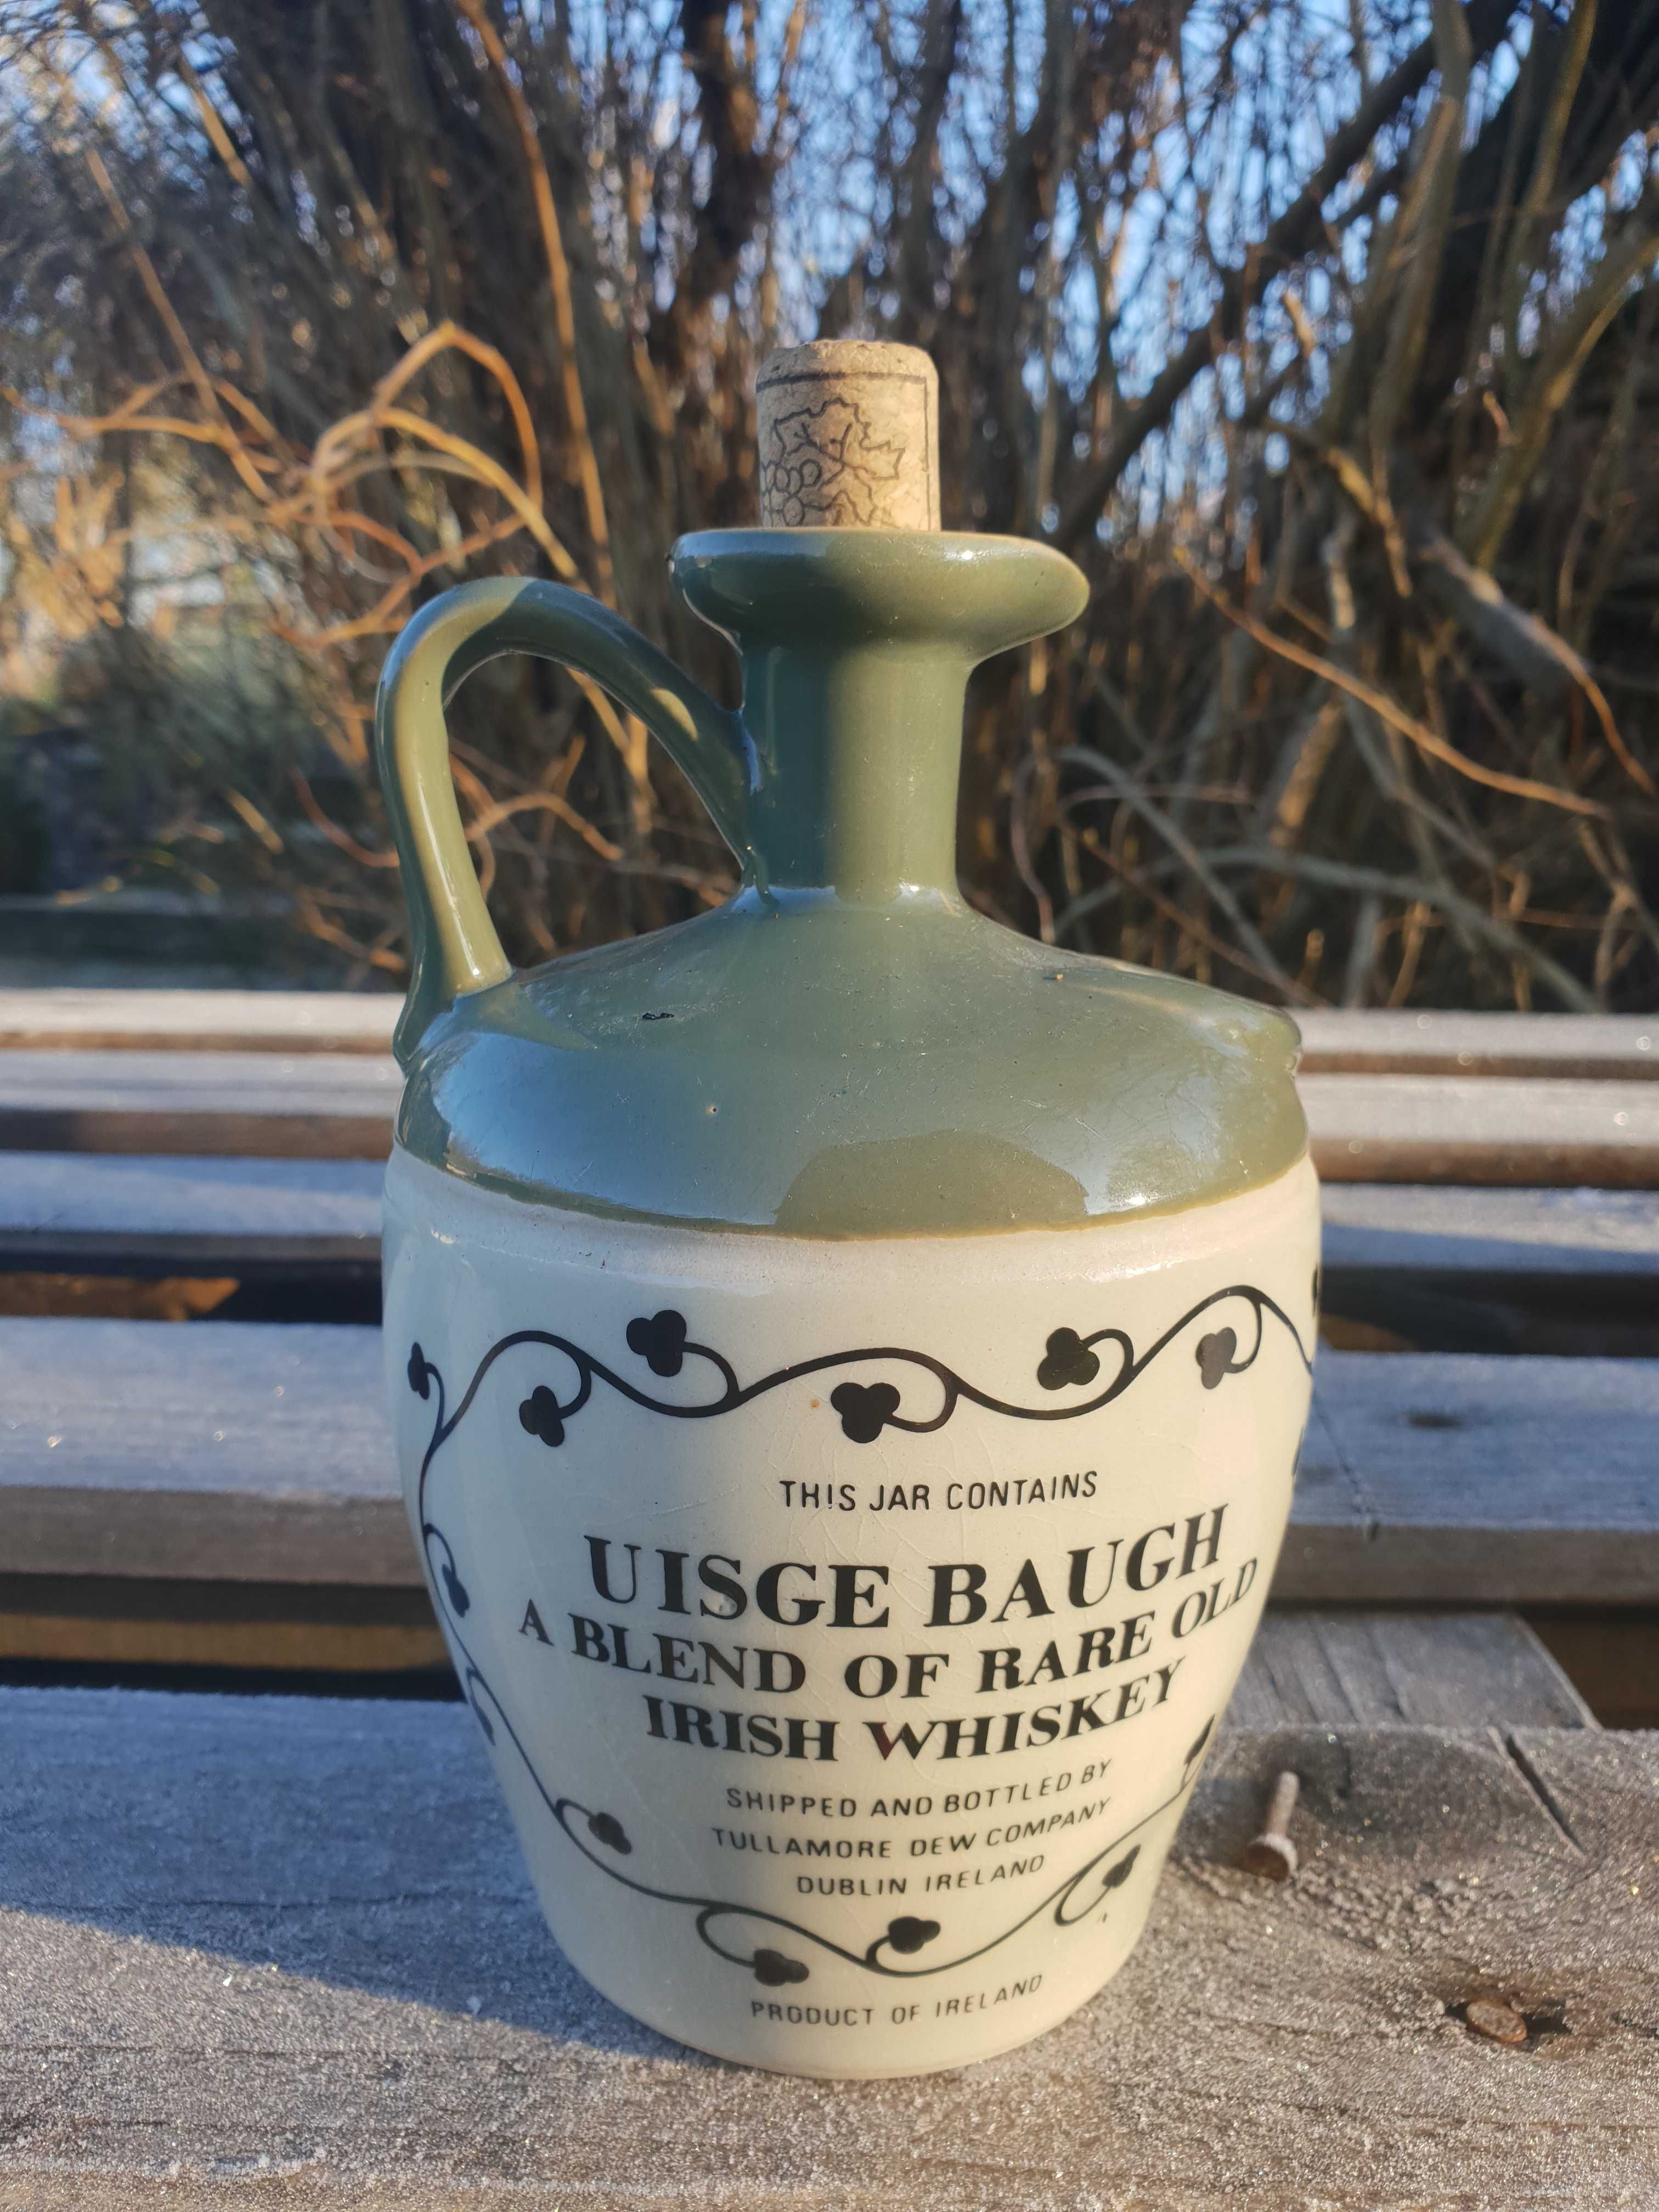 THIS JAR CONTAINS
UISGE BAUGH
A BLEND OF RARE OLD
IRISH WHISKEY
SHIPPED AND BOTTLED BY
TULLAMORE DEW COMPANY
DUBLIN IRELAND
PRODUCT OF IRELAND